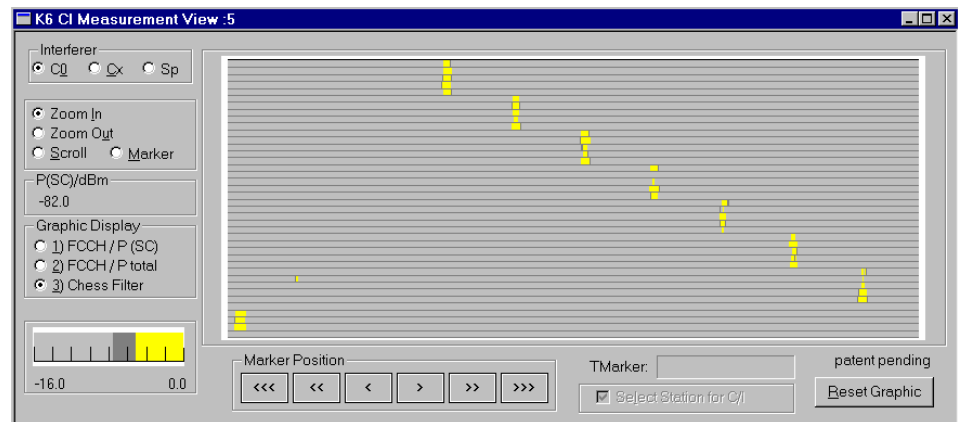 K6 CI Measurement View :5
Interferer
C0 Cx Sp
Zoom In
Zoom Out
Scroll Marker
P(SC)/dBm
-82.0
Graphic Display
1) FCCH / P (SC)
2) FCCH / P total
3) Chess Filter
-16.0 0.0
Marker Position
<<< << < > >> >>>
TMarker:
Select Station for C/I
patent pending
Reset Graphic